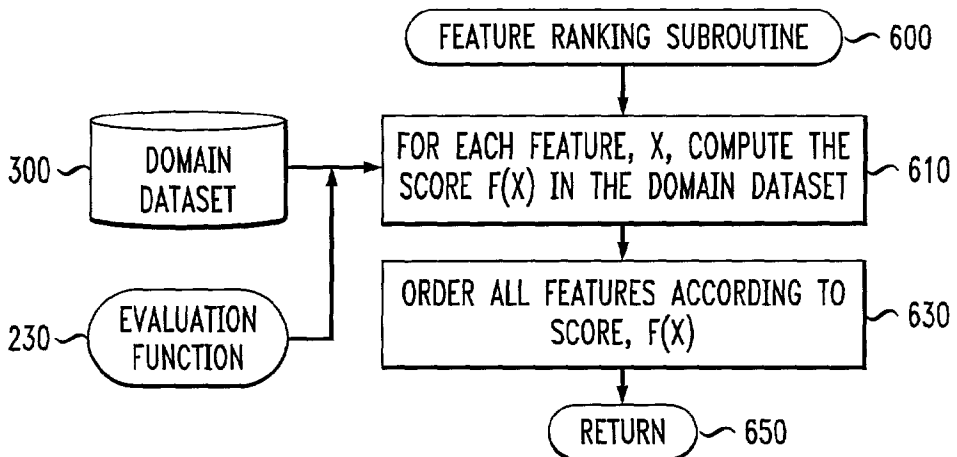 FEATURE RANKING SUBROUTINE
600
300
DOMAIN
DATASET
FOR EACH FEATURE, X, COMPUTE THE
SCORE F(X) IN THE DOMAIN DATASET
610
230
EVALUATION
FUNCTION
ORDER ALL FEATURES ACCORDING TO
SCORE, F(X)
630
RETURN
650